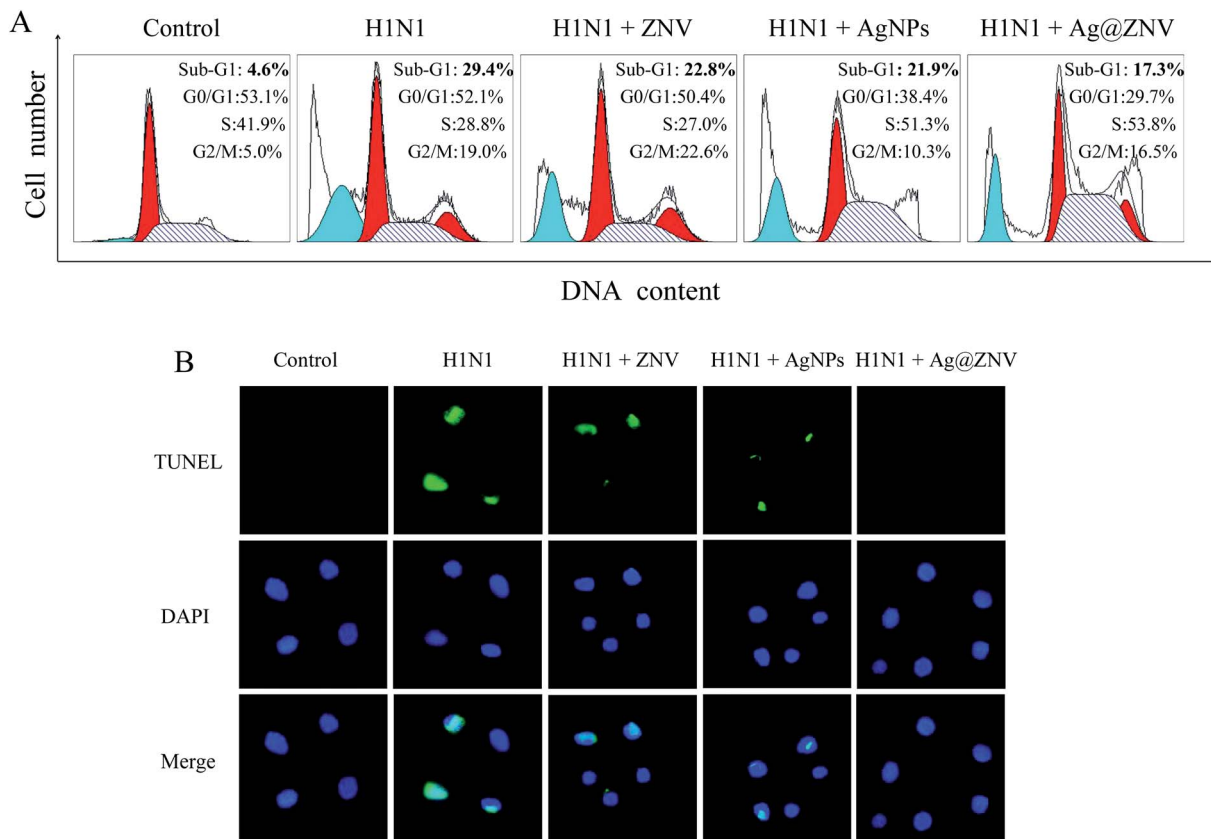 A
Control
H1N1
H1N1 + ZNV
H1N1 + AgNPs
H1N1 + Ag@ZNV
Cell number
Sub-G1: 4.6%
G0/G1:53.1%
S:41.9%
G2/M:5.0%
Sub-G1: 29.4%
G0/G1:52.1%
S:28.8%
G2/M:19.0%
Sub-G1: 22.8%
G0/G1:50.4%
S:27.0%
G2/M:22.6%
Sub-G1: 21.9%
G0/G1:38.4%
S:51.3%
G2/M:10.3%
Sub-G1: 17.3%
G0/G1:29.7%
S:53.8%
G2/M:16.5%
DNA content
B
Control
H1N1
H1N1 + ZNV
H1N1 + AgNPs
H1N1 + Ag@ZNV
TUNEL
DAPI
Merge